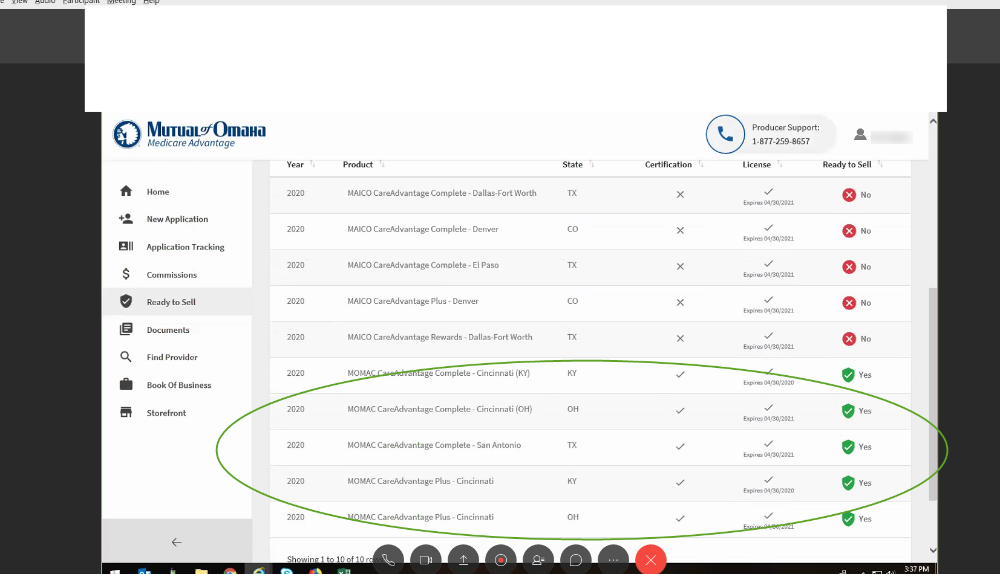 View Audio Participant Meeting Help
Mutual of Omaha
Medicare Advantage
Producer Support:
1-877-259-8657
Home
New Application
Application Tracking
Commissions
Ready to Sell
Documents
Find Provider
Book Of Business
Storefront
Year Product State Certification License Ready to Sell
2020 MAICO CareAdvantage Complete - Dallas-Fort Worth TX Expires 04/30/2021 No
2020 MAICO CareAdvantage Complete - Denver CO Expires 04/30/2021 No
2020 MAICO CareAdvantage Complete - El Paso TX Expires 04/30/2021 No
2020 MAICO CareAdvantage Plus - Denver CO Expires 04/30/2021 No
2020 MAICO CareAdvantage Rewards - Dallas-Fort Worth TX Expires 04/30/2021 No
2020 MOMAC CareAdvantage Complete - Cincinnati (KY) KY Expires 04/30/2020 Yes
2020 MOMAC CareAdvantage Complete - Cincinnati (OH) OH Expires 04/30/2021 Yes
2020 MOMAC CareAdvantage Complete - San Antonio TX Expires 04/30/2021 Yes
2020 MOMAC CareAdvantage Plus - Cincinnati KY Expires 04/30/2020 Yes
2020 MOMAC CareAdvantage Plus - Cincinnati OH Expires 04/30/2021 Yes
Showing 1 to 10 of 10 rows
3:37 PM